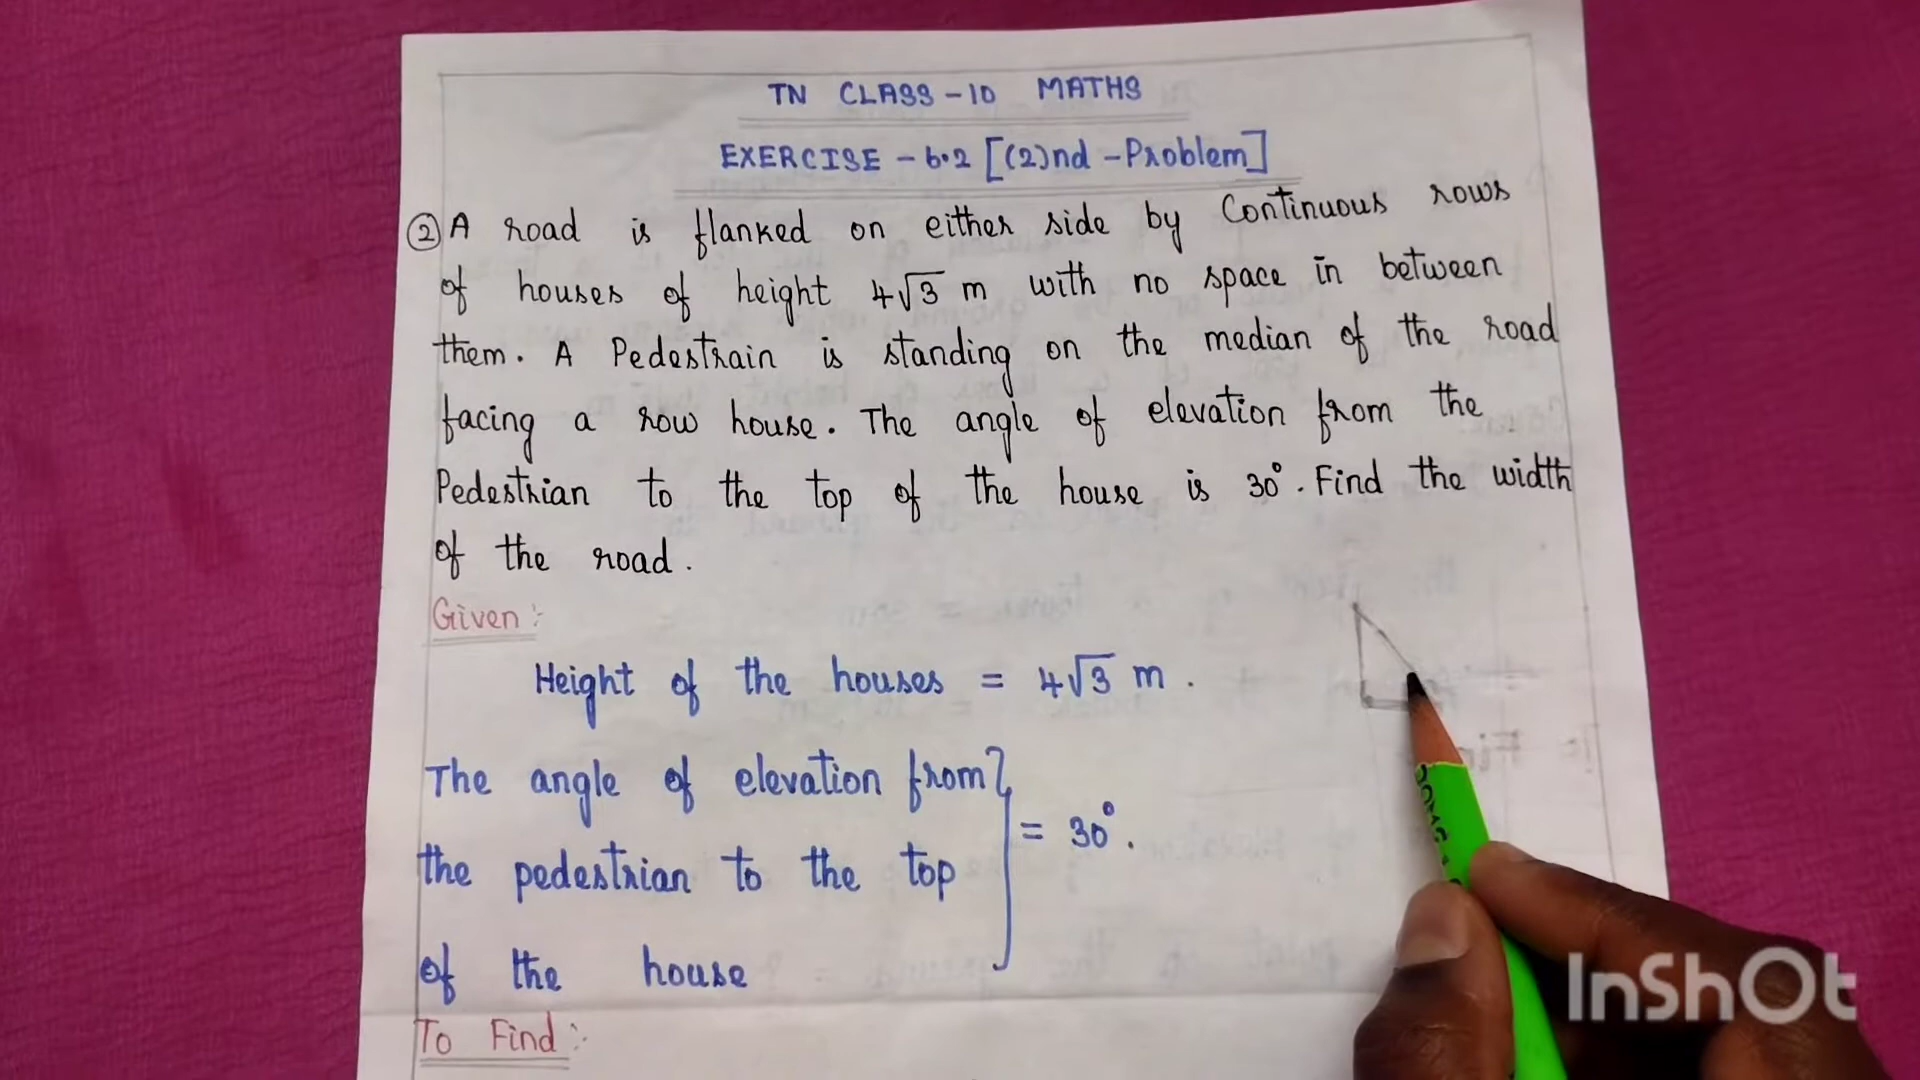 TN CLASS-10 MATHS
EXERCISE - 6.2 [(2)nd - Problem]
② A road is flanked on either side by Continuous rows
of houses of height 4√3 m with no space in between
them. A Pedestrain is standing on the median of the road
facing a row house. The angle of elevation from the
Pedestrian to the top of the house is 30°. Find the width
of the road.
Given:
Height of the houses = 4√3 m.
The angle of elevation from
the pedestrian to the top } = 30°.
of the house
To Find:
InShOt